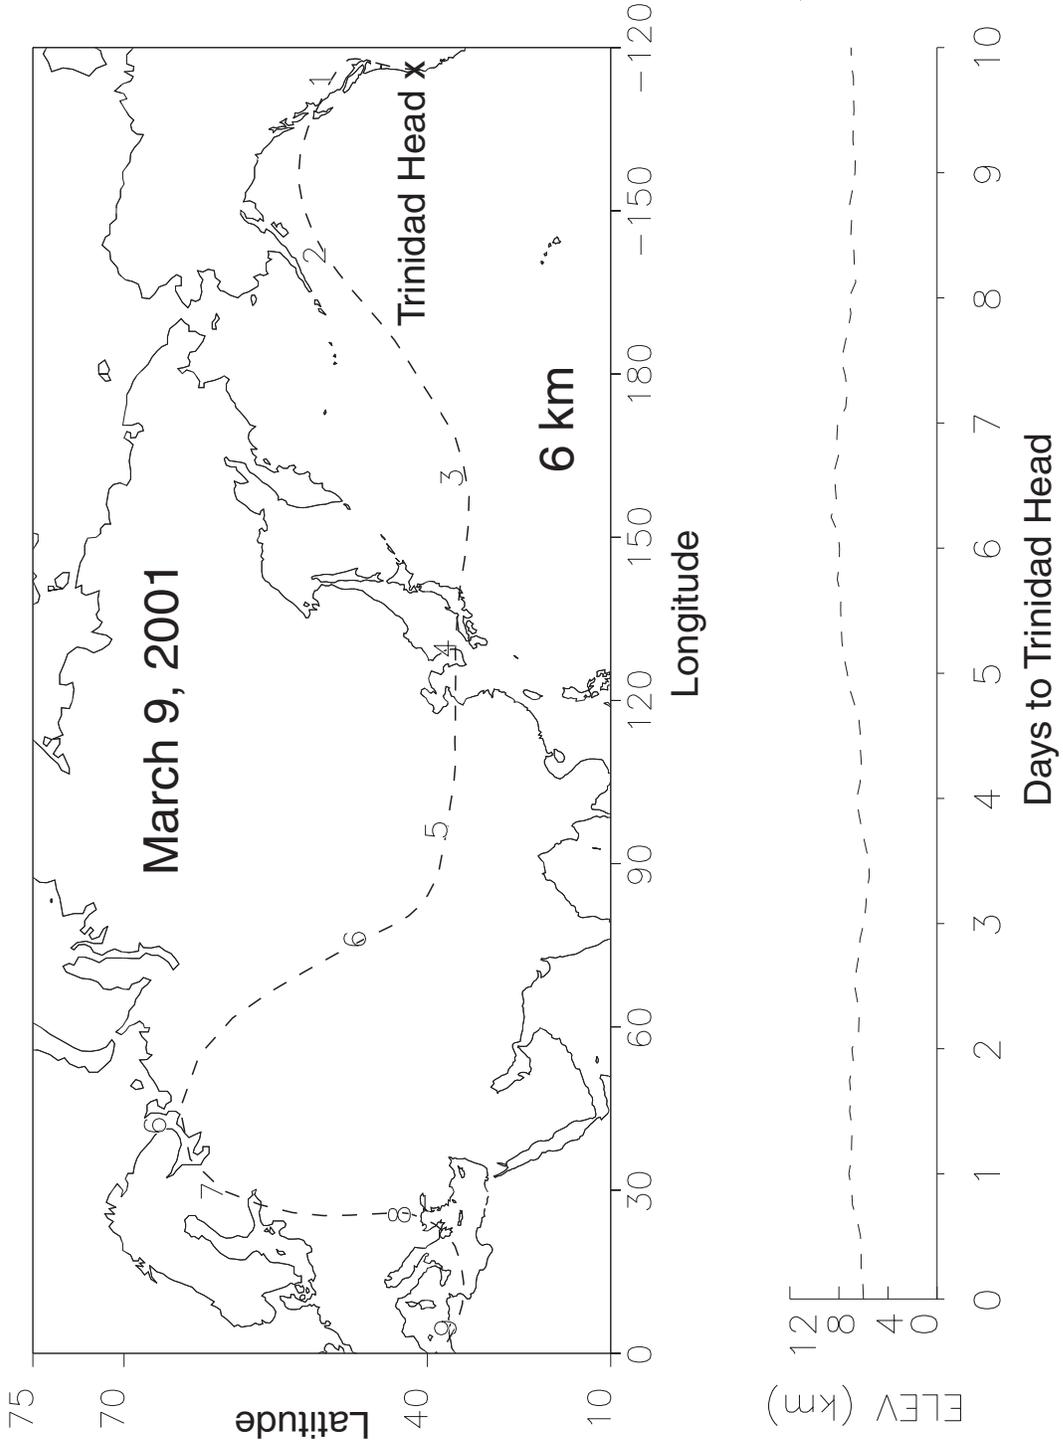 75
70
40
10
Latitude
March 9, 2001
6
7
1
2
6
8
Trinidad Head x
9
5
4
3
6 km
0 30 60 90 120 150 180 −150 −120
Longitude
ELEV (km)
12
8
4
0
0 1 2 3 4 5 6 7 8 9 10
Days to Trinidad Head